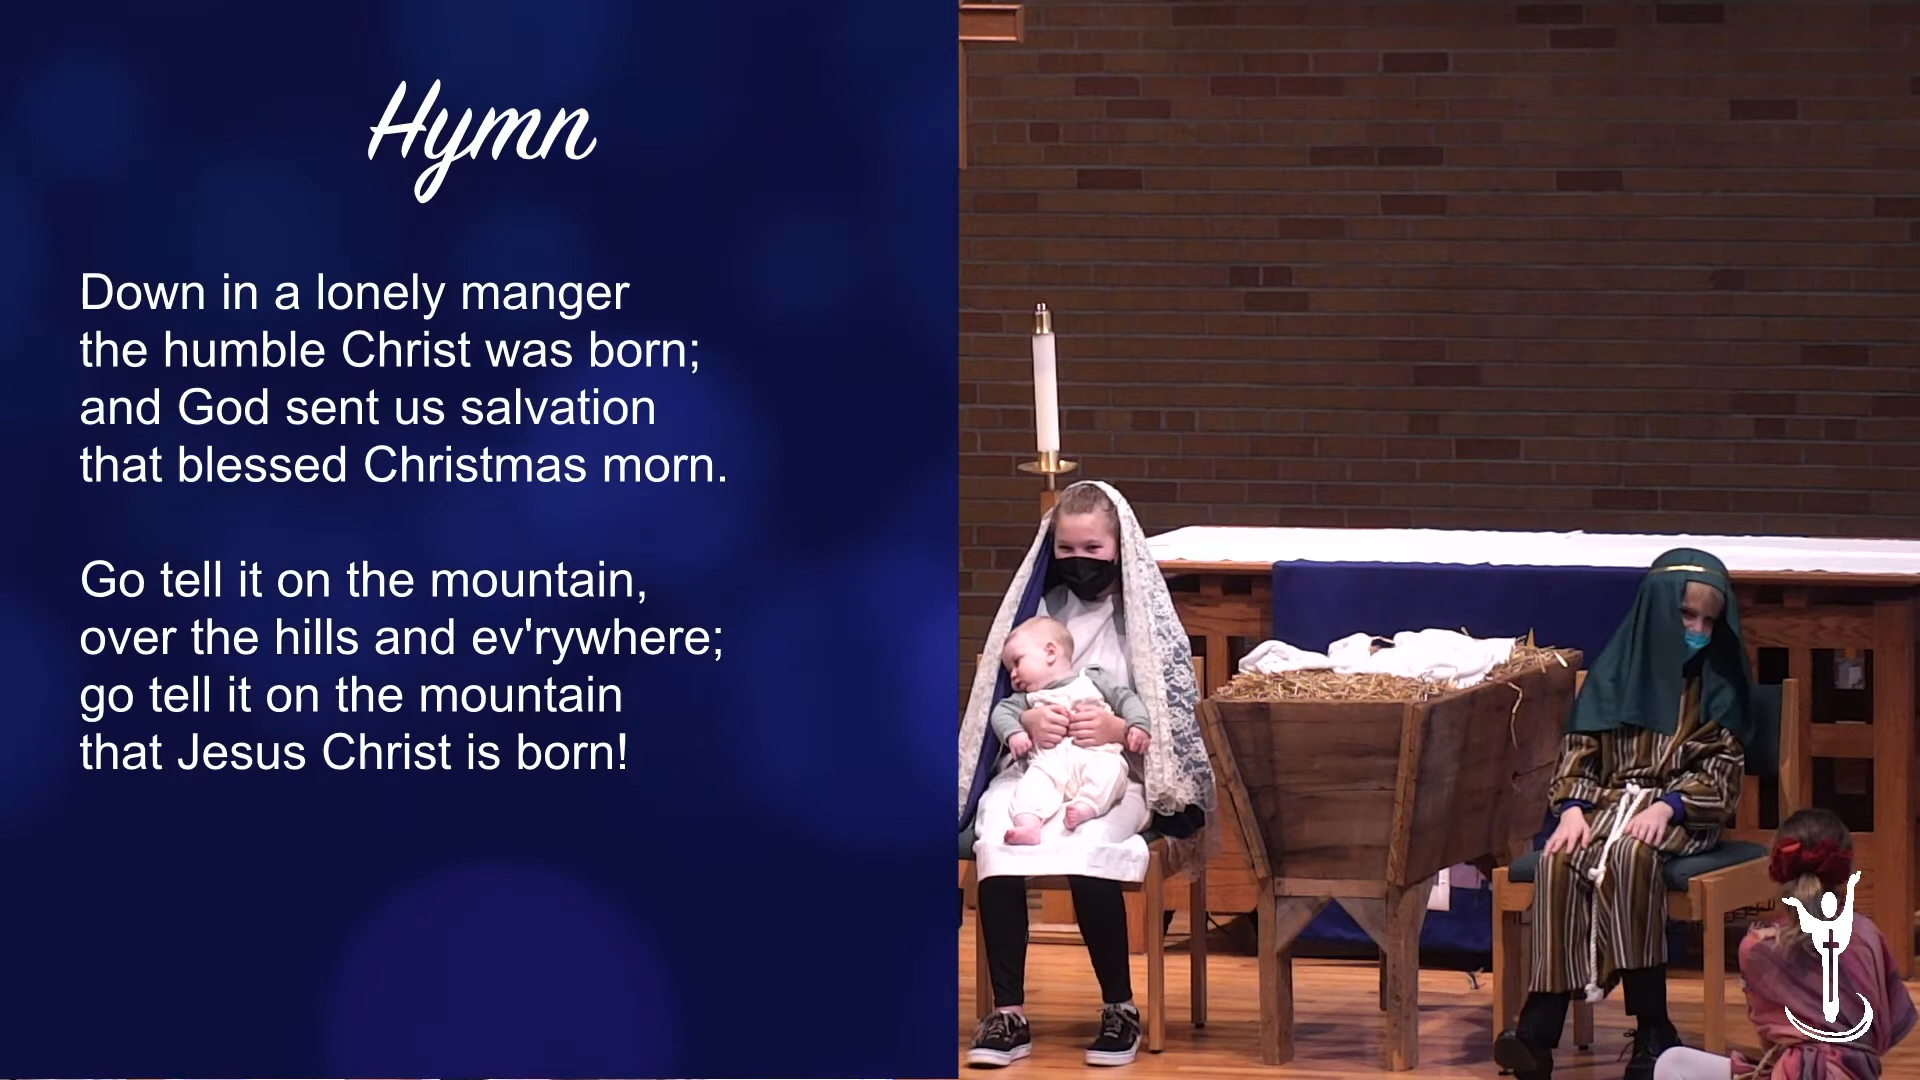 Hymn
Down in a lonely manger
the humble Christ was born;
and God sent us salvation
that blessed Christmas morn.
Go tell it on the mountain,
over the hills and ev'rywhere;
go tell it on the mountain
that Jesus Christ is born!